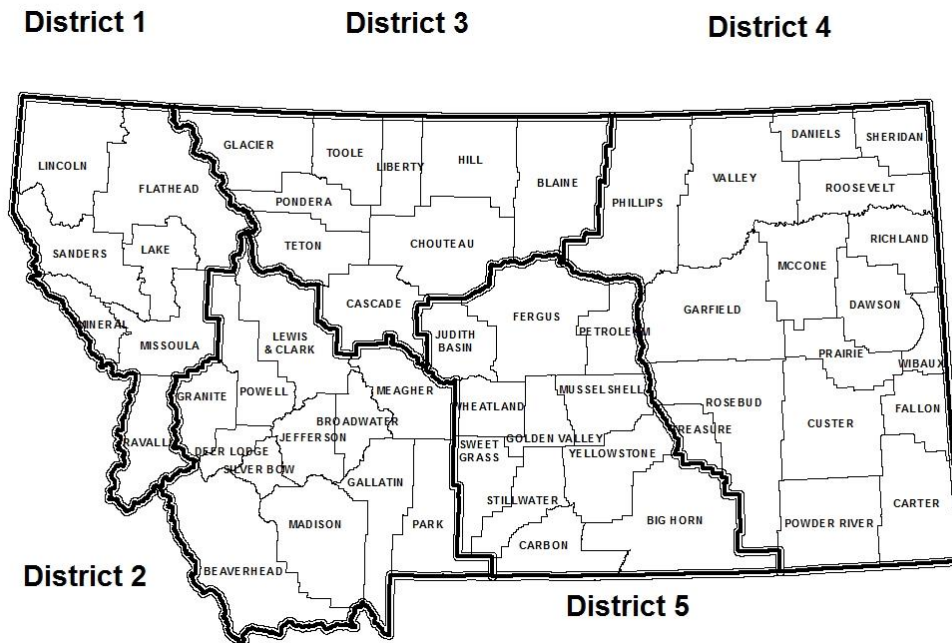 District 1
District 3
District 4
LINCOLN
FLATHEAD
SANDERS
LAKE
MINERAL
MISSOULA
RAVALLI
GLACIER
TOOLE
LIBERTY
HILL
BLAINE
PONDERA
TETON
CHOUTEAU
CASCADE
PHILLIPS
VALLEY
DANIELS
SHERIDAN
ROOSEVELT
RICHLAND
MCCONE
GARFIELD
DAWSON
PRAIRIE
WIBAUX
ROSEBUD
TREASURE
CUSTER
FALLON
POWDER RIVER
CARTER
LEWIS
& CLARK
POWELL
GRANITE
MEAGHER
BROADWATER
JEFFERSON
DEER LODGE
SILVER BOW
GALLATIN
PARK
MADISON
BEAVERHEAD
JUDITH
BASIN
FERGUS
PETROLEUM
WHEATLAND
MUSSELSHELL
GOLDEN VALLEY
SWEET
GRASS
YELLOWSTONE
STILLWATER
BIG HORN
CARBON
District 2
District 5